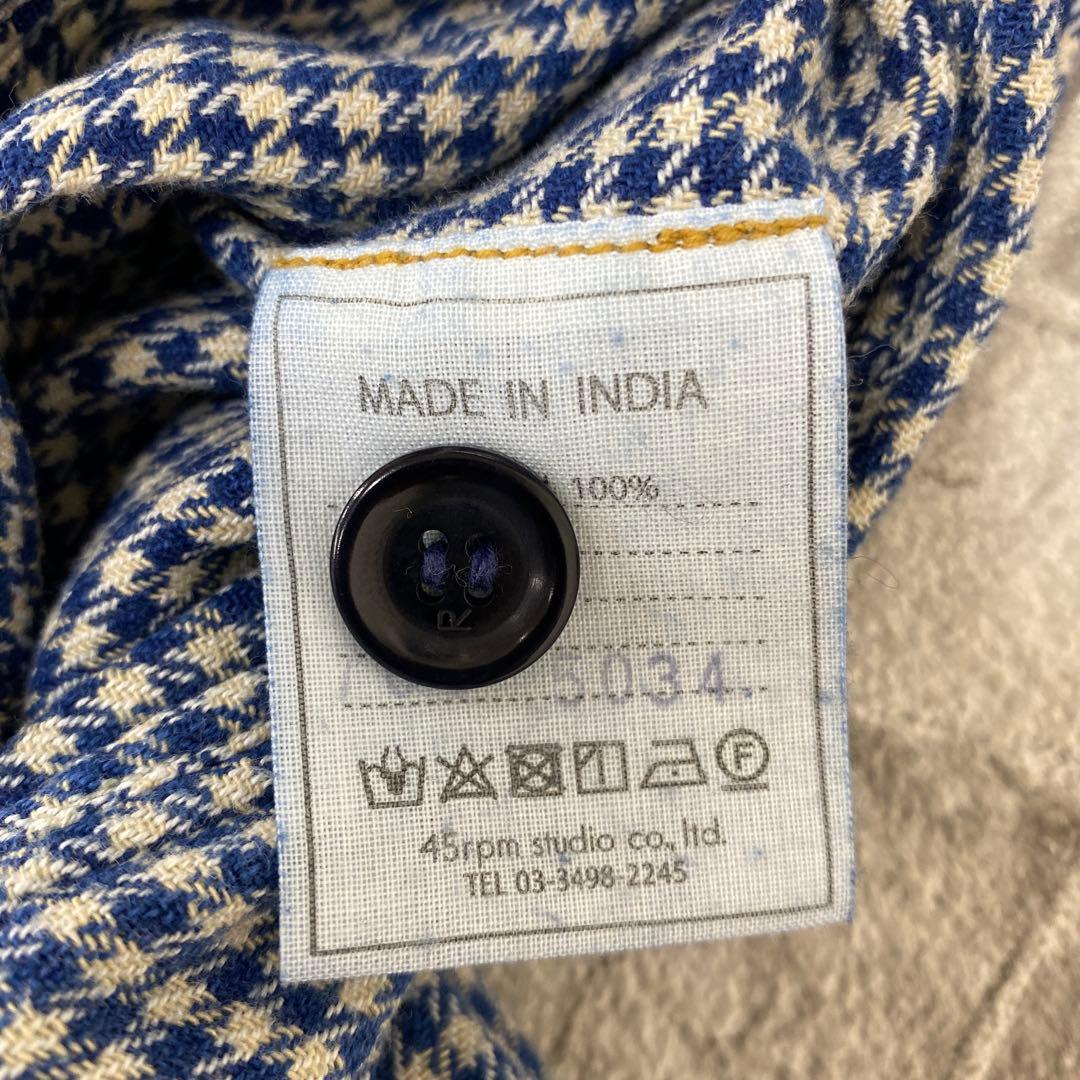 MADE IN INDIA
100%
5034
R
F
45rpm studio co., ltd.
TEL 03-3498-2245